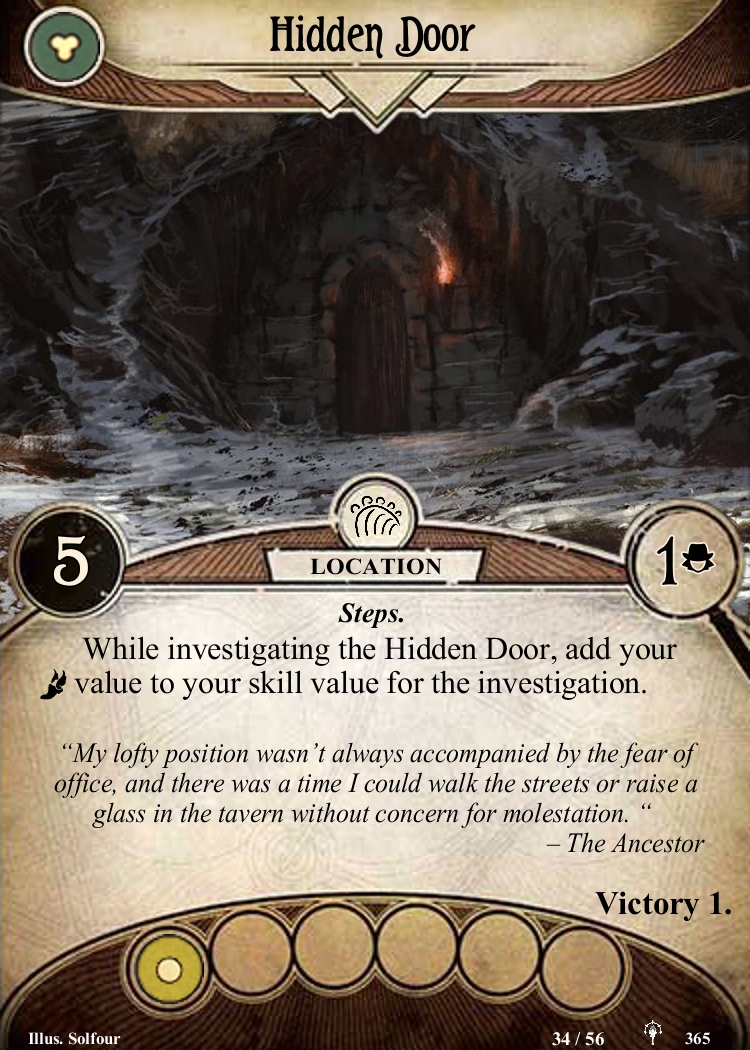 Hidden Door
5
1
LOCATION
Steps.
While investigating the Hidden Door, add your
value to your skill value for the investigation.
“My lofty position wasn’t always accompanied by the fear of
office, and there was a time I could walk the streets or raise a
glass in the tavern without concern for molestation. “
– The Ancestor
Victory 1.
Illus. Solfour
34 / 56
365